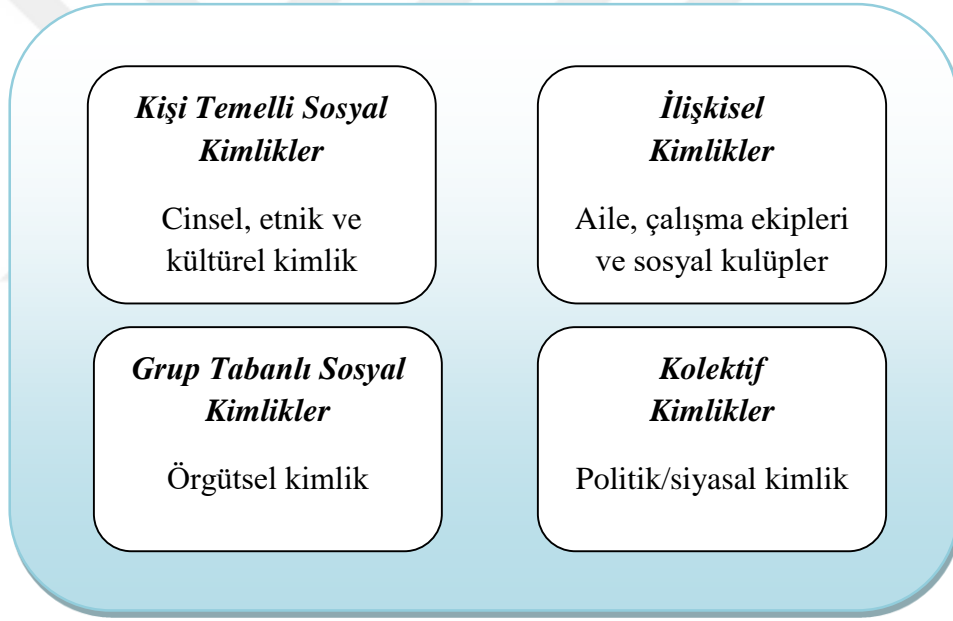 Kişi Temelli Sosyal
Kimlikler
Cinsel, etnik ve
kültürel kimlik
İlişkisel
Kimlikler
Aile, çalışma ekipleri
ve sosyal kulüpler
Grup Tabanlı Sosyal
Kimlikler
Örgütsel kimlik
Kolektif
Kimlikler
Politik/siyasal kimlik